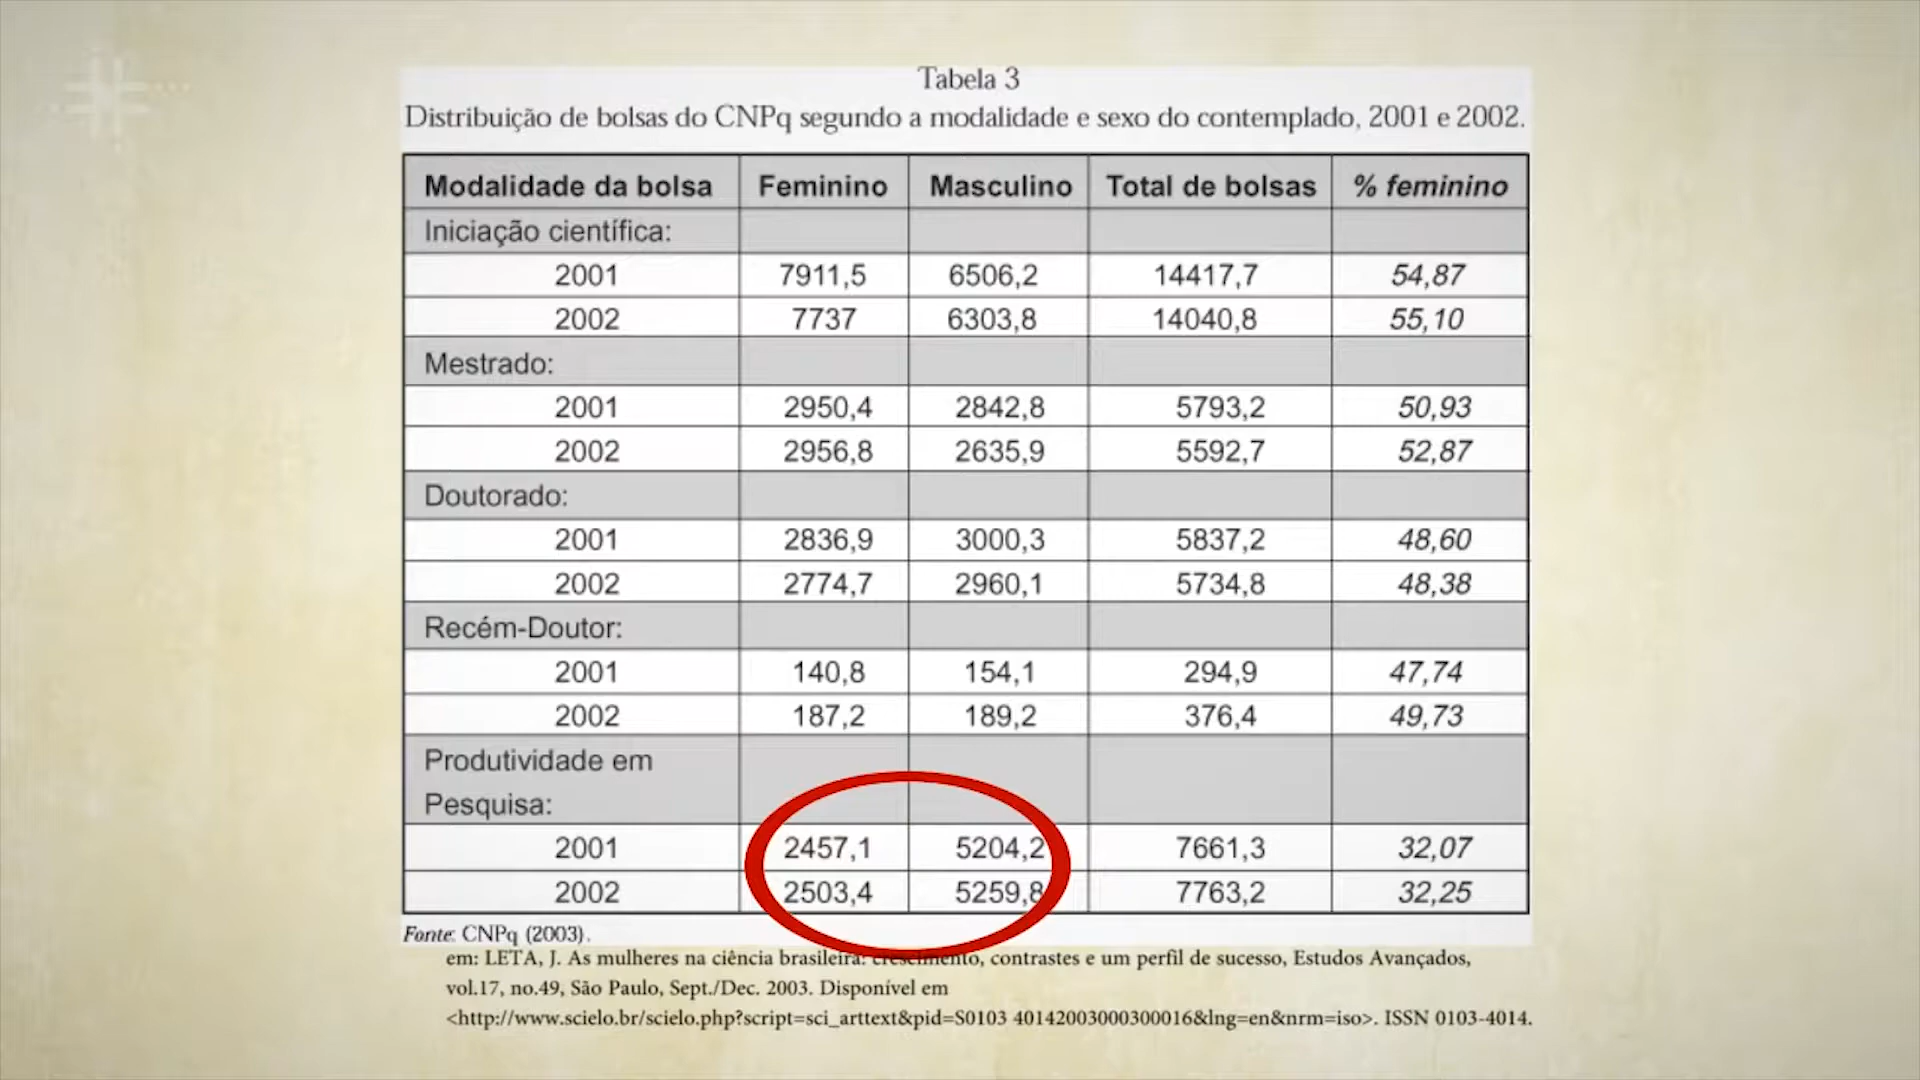 Tabela 3
Distribuição de bolsas do CNPq segundo a modalidade e sexo do contemplado, 2001 e 2002.
Modalidade da bolsa Feminino Masculino Total de bolsas % feminino
Iniciação científica:
2001 7911,5 6506,2 14417,7 54,87
2002 7737 6303,8 14040,8 55,10
Mestrado:
2001 2950,4 2842,8 5793,2 50,93
2002 2956,8 2635,9 5592,7 52,87
Doutorado:
2001 2836,9 3000,3 5837,2 48,60
2002 2774,7 2960,1 5734,8 48,38
Recém-Doutor:
2001 140,8 154,1 294,9 47,74
2002 187,2 189,2 376,4 49,73
Produtividade em
Pesquisa:
2001 2457,1 5204,2 7661,3 32,07
2002 2503,4 5259,8 7763,2 32,25
Fonte: CNPq (2003).
em: LETA, J. As mulheres na ciência brasileira: crescimento, contrastes e um perfil de sucesso, Estudos Avançados,
vol.17, no.49, São Paulo, Sept./Dec. 2003. Disponível em
<http://www.scielo.br/scielo.php?script=sci_arttext&pid=S0103 40142003000300016&lng=en&nrm=iso>. ISSN 0103-4014.